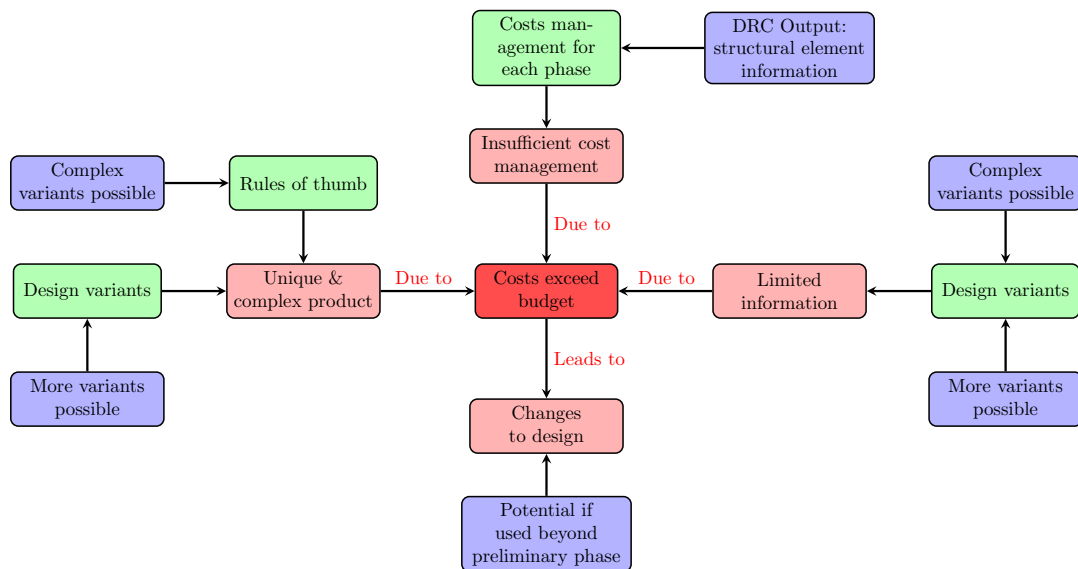 Costs man-
agement for
each phase
DRC Output:
structural element
information
Insufficient cost
management
Complex
variants possible
Rules of thumb
Complex
variants possible
Due to
Design variants
Unique &
complex product
Due to
Costs exceed
budget
Due to
Limited
information
Design variants
Leads to
More variants
possible
More variants
possible
Changes
to design
Potential if
used beyond
preliminary phase